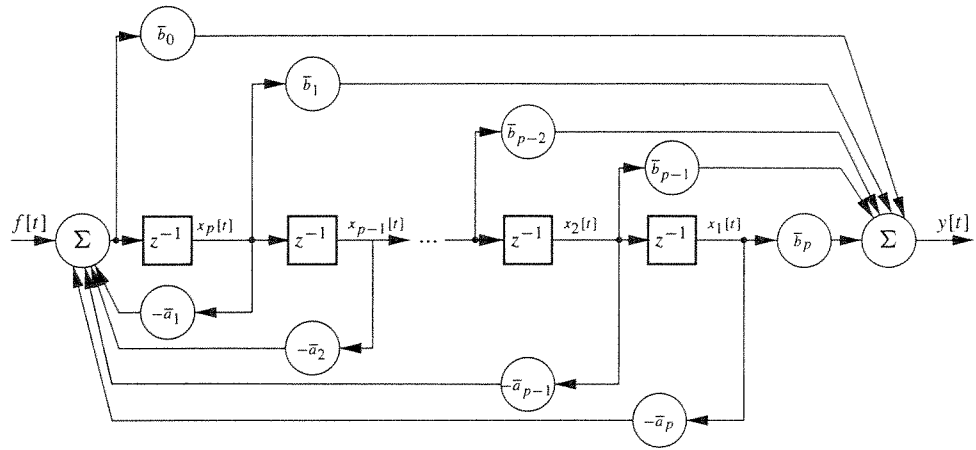 b̄₀
b̄₁
b̄ₚ₋₂
b̄ₚ₋₁
f[t]
Σ
z⁻¹
xₚ[t]
z⁻¹
xₚ₋₁[t]
...
z⁻¹
x₂[t]
z⁻¹
x₁[t]
b̄ₚ
Σ
y[t]
-ā₁
-ā₂
-āₚ₋₁
-āₚ